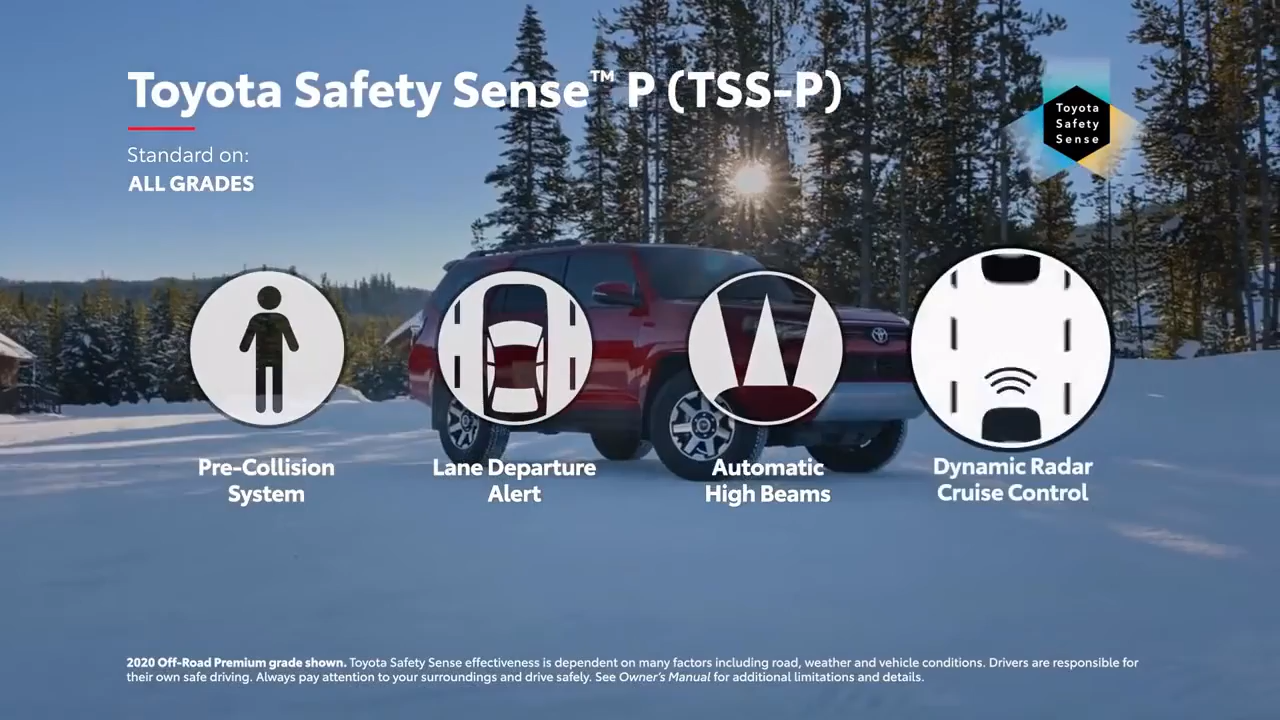 Toyota Safety Sense™ P (TSS-P)
Standard on:
ALL GRADES
Toyota
Safety
Sense
Pre-Collision
System
Lane Departure
Alert
Automatic
High Beams
Dynamic Radar
Cruise Control
2020 Off-Road Premium grade shown. Toyota Safety Sense effectiveness is dependent on many factors including road, weather and vehicle conditions. Drivers are responsible for
their own safe driving. Always pay attention to your surroundings and drive safely. See Owner's Manual for additional limitations and details.